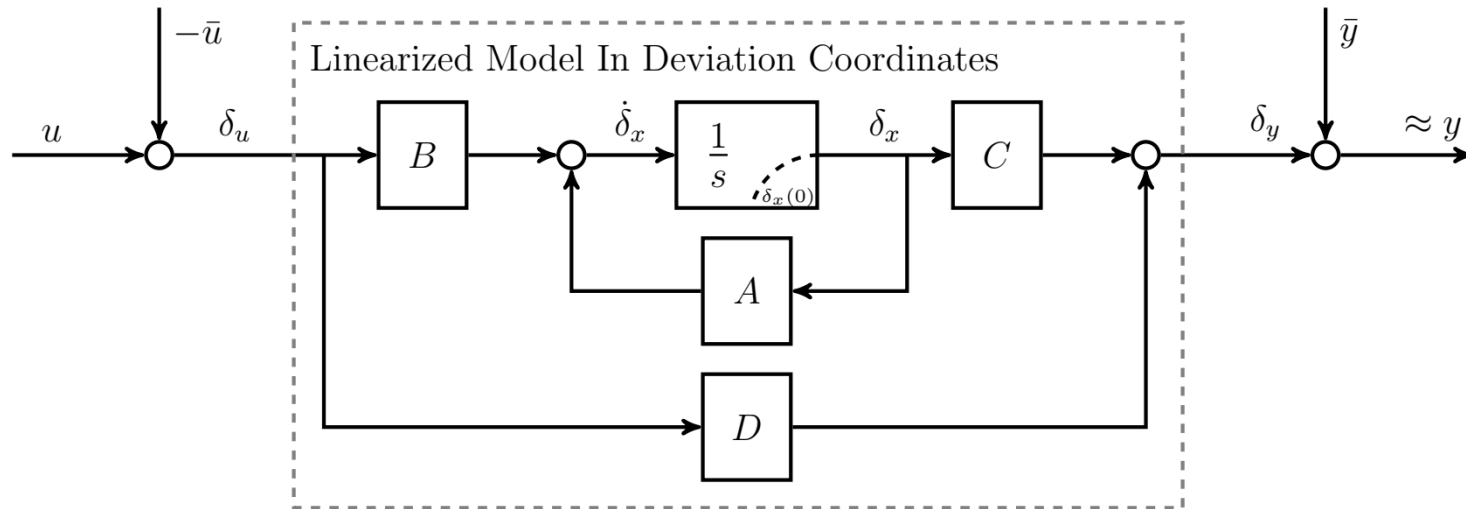 −ū
ȳ
Linearized Model In Deviation Coordinates
u
δ_u
B
δ̇_x
1/s
δ_x(0)
δ_x
C
δ_y
≈ y
A
D